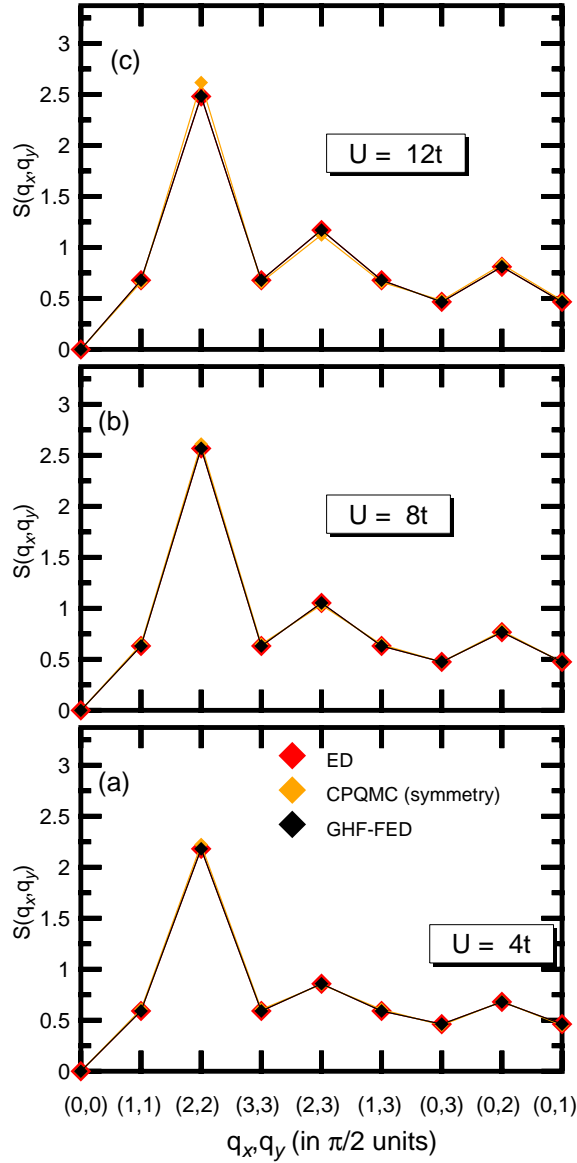 (c)
U = 12t
S(q_x,q_y)
3
2.5
2
1.5
1
0.5
0
(b)
U = 8t
S(q_x,q_y)
3
2.5
2
1.5
1
0.5
0
(a)
ED
CPQMC (symmetry)
GHF-FED
U = 4t
S(q_x,q_y)
3
2.5
2
1.5
1
0.5
0
(0,0) (1,1) (2,2) (3,3) (2,3) (1,3) (0,3) (0,2) (0,1)
q_x,q_y (in π/2 units)